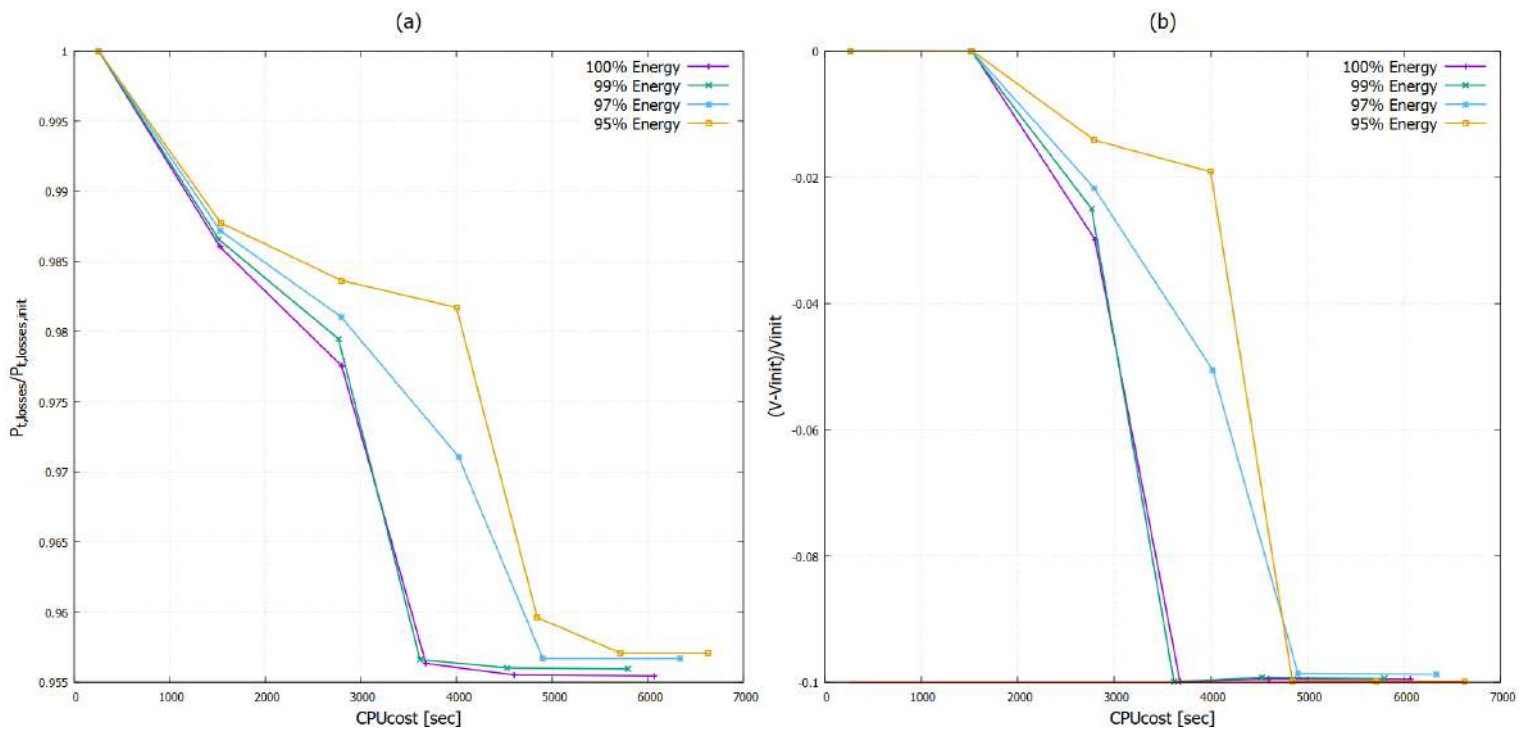 (a)
1
0.995
0.99
0.985
0.98
0.975
0.97
0.965
0.96
0.955
0
1000
2000
3000
4000
5000
6000
7000
CPUcost [sec]
Pt,losses/Pt,losses,init
100% Energy
99% Energy
97% Energy
95% Energy
(b)
0
-0.02
-0.04
-0.06
-0.08
-0.1
0
1000
2000
3000
4000
5000
6000
7000
CPUcost [sec]
(V-Vinit)/Vinit
100% Energy
99% Energy
97% Energy
95% Energy